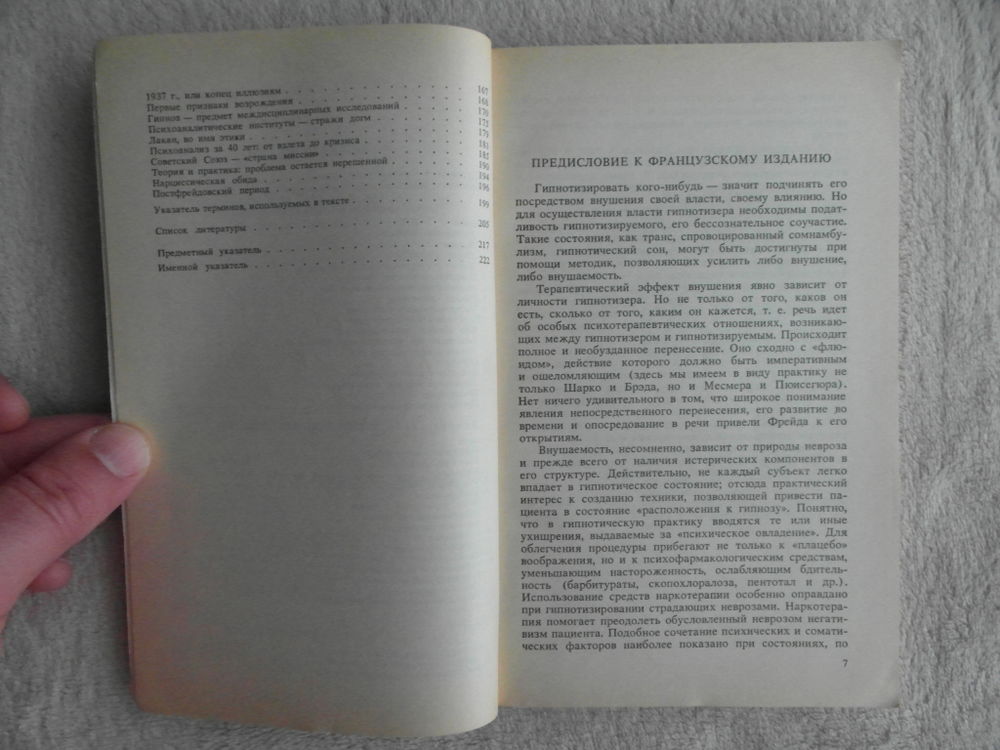 1937 г., или конец иллюзиям . . . . . . . . . . 167
Первые признаки возрождения . . . . . . . . . . 168
Гипноз — предмет междисциплинарных исследований . . . . 170
Психоаналитические институты — стражи догм . . . . . 175
Лакан, во имя этики . . . . . . . . . . 179
Психоанализ за 40 лет: от взлета до кризиса . . . . . 183
Советский Союз — «страна миссии» . . . . . . . 185
Теория и практика: проблема остается нерешенной . . . . 190
Нарциссическая обида . . . . . . . . . . 194
Постфрейдовский период . . . . . . . . . . 196
Указатель терминов, используемых в тексте . . . . . . 199
Список литературы . . . . . . . . . . 205
Предметный указатель . . . . . . . . . . 217
Именной указатель . . . . . . . . . . 222
ПРЕДИСЛОВИЕ К ФРАНЦУЗСКОМУ ИЗДАНИЮ
Гипнотизировать кого-нибудь — значит подчинять его
посредством внушения своей власти, своему влиянию. Но
для осуществления власти гипнотизера необходимы подат-
ливость гипнотизируемого, его бессознательное соучастие.
Такие состояния, как транс, спровоцированный сомнамбу-
лизм, гипнотический сон, могут быть достигнуты при
помощи методик, позволяющих усилить либо внушение,
либо внушаемость.
Терапевтический эффект внушения явно зависит от
личности гипнотизера. Но не только от того, каков он
есть, сколько от того, каким он кажется, т. е. речь идет
об особых психотерапевтических отношениях, возникаю-
щих между гипнотизером и гипнотизируемым. Происходит
полное и необузданное перенесение. Оно сходно с «флю-
идом», действие которого должно быть императивным
и ошеломляющим (здесь мы имеем в виду практику не
только Шарко и Брэда, но и Месмера и Пюисегюра).
Нет ничего удивительного в том, что широкое понимание
явления непосредственного перенесения, его развитие во
времени и опосредование в речи привели Фрейда к его
открытиям.
Внушаемость, несомненно, зависит от природы невроза
и прежде всего от наличия истерических компонентов в
его структуре. Действительно, не каждый субъект легко
впадает в гипнотическое состояние; отсюда практический
интерес к созданию техники, позволяющей привести па-
циента в состояние «расположения к гипнозу». Понятно,
что в гипнотическую практику вводятся те или иные
ухищрения, выдаваемые за «психическое овладение». Для
облегчения процедуры прибегают не только к «плацебо»
воображения, но и к психофармакологическим средствам,
уменьшающим настороженность, ослабляющим бдитель-
ность (барбитураты, скопохлоралоза, пентотал и др.).
Использование средств наркотерапии особенно оправдано
при гипнотизировании страдающих неврозами. Наркотера-
пия помогает преодолеть обусловленный неврозом негати-
визм пациента. Подобное сочетание психических и сомати-
ческих факторов наиболее показано при состояниях, по
7